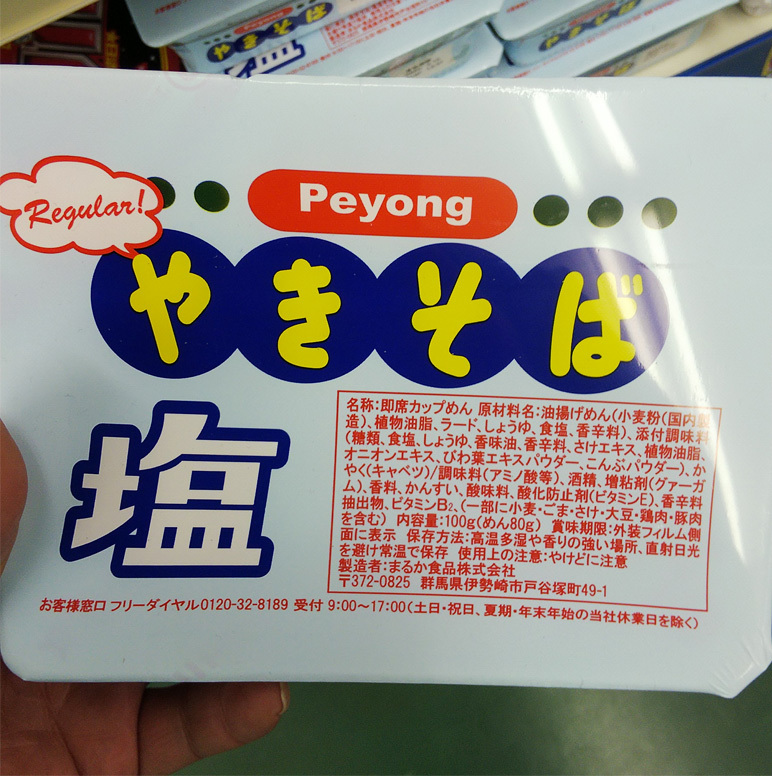 Regular!
Peyong
やきそば
塩
名称:即席カップめん 原材料名:油揚げめん(小麦粉(国内製
造)、植物油脂、ラード、しょうゆ、食塩、香辛料)、添付調味料
(糖類、食塩、しょうゆ、香味油、香辛料、さけエキス、植物油脂、
オニオンエキス、びわ葉エキスパウダー、こんぶパウダー)、か
やく(キャベツ)/調味料(アミノ酸等)、酒精、増粘剤(グァーガ
ム)、香料、かんすい、酸味料、酸化防止剤(ビタミンE)、香辛料
抽出物、ビタミンB₂、(一部に小麦・ごま・さけ・大豆・鶏肉・豚肉
を含む) 内容量:100g(めん80g) 賞味期限:外装フィルム側
面に表示 保存方法:高温多湿や香りの強い場所、直射日光
を避け常温で保存 使用上の注意:やけどに注意
製造者:まるか食品株式会社
〒372-0825 群馬県伊勢崎市戸谷塚町49-1
お客様窓口 フリーダイヤル0120-32-8189 受付 9:00~17:00(土日・祝日、夏期・年末年始の当社休業日を除く)